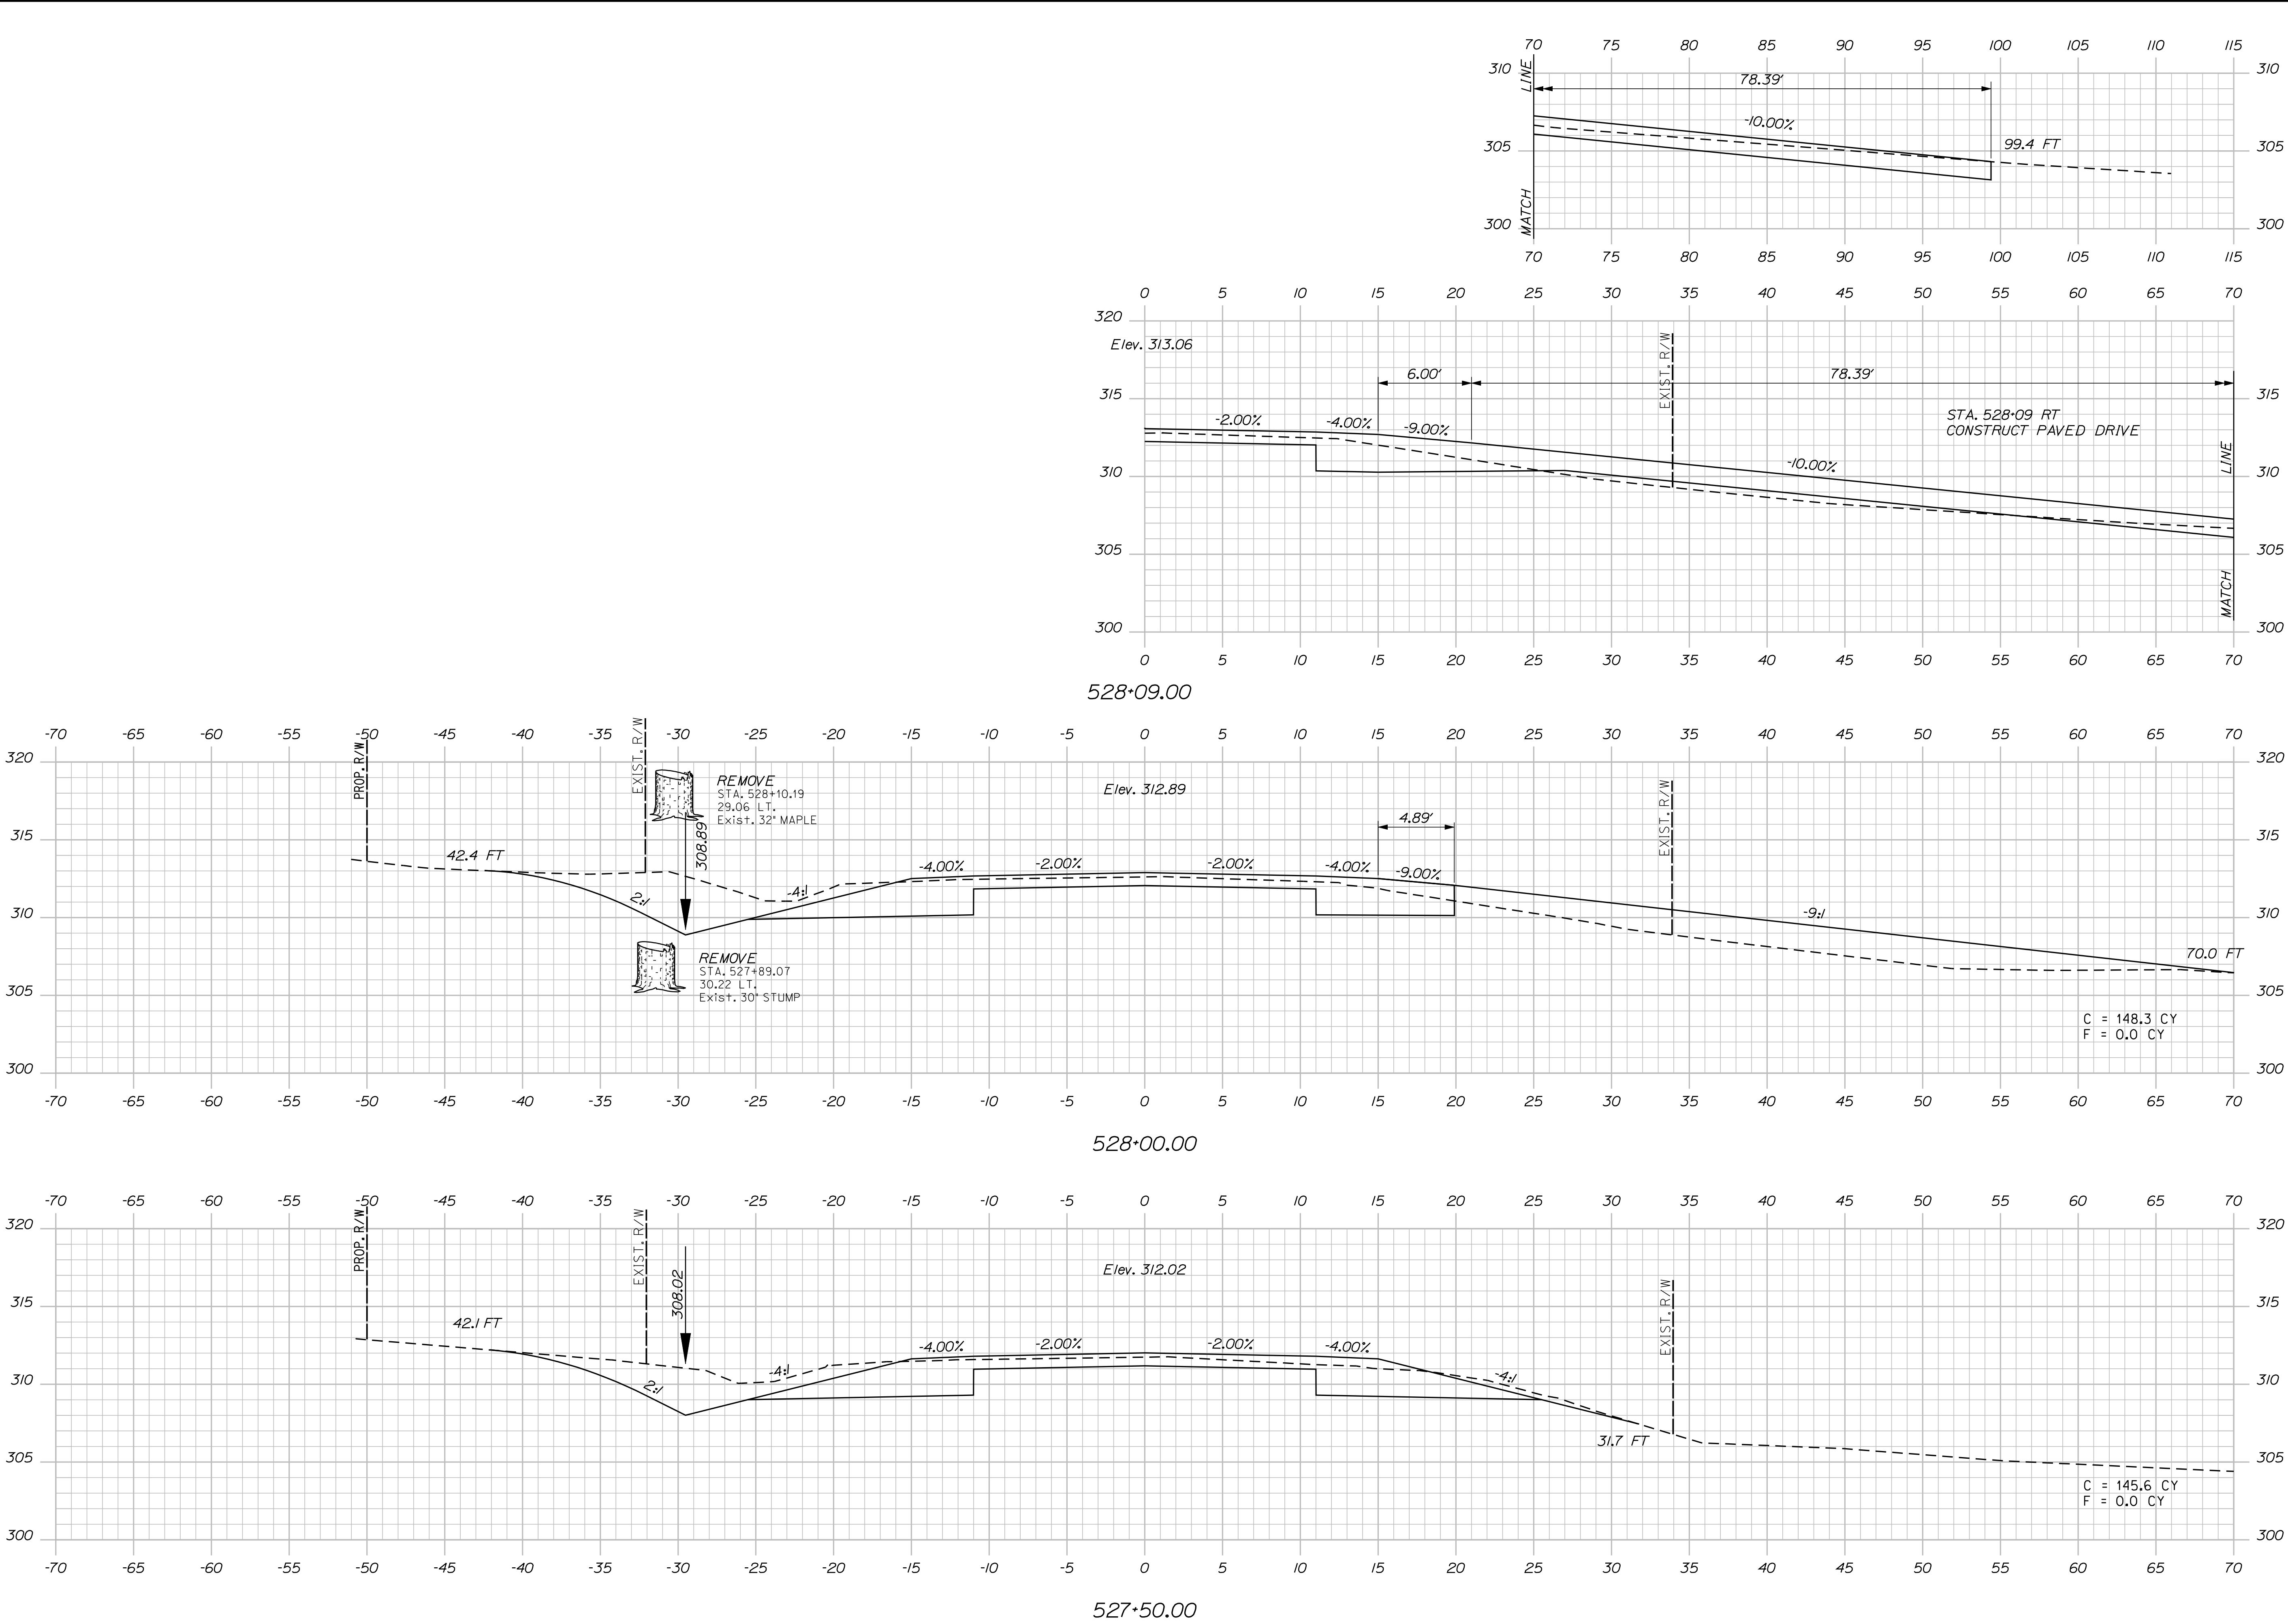 70 75 80 85 90 95 100 105 110 115
310 LINE 310
78.39'
-10.00%
305 99.4 FT 305
300 MATCH 300
70 75 80 85 90 95 100 105 110 115
0 5 10 15 20 25 30 35 40 45 50 55 60 65 70
320
Elev. 313.06
EXIST. R/W
6.00' 78.39'
315 315
STA. 528+09 RT
CONSTRUCT PAVED DRIVE
-2.00% -4.00% -9.00%
LINE
310 -10.00% 310
305 305
MATCH
300 300
0 5 10 15 20 25 30 35 40 45 50 55 60 65 70
528+09.00
-70 -65 -60 -55 -50 -45 -40 -35 -30 -25 -20 -15 -10 -5 0 5 10 15 20 25 30 35 40 45 50 55 60 65 70
320 320
PROP. R/W EXIST. R/W
REMOVE
STA. 528+10.19
29.06 LT.
Exist. 32" MAPLE
Elev. 312.89
EXIST. R/W
308.89
4.89'
315 315
42.4 FT
-4.00% -2.00% -2.00% -4.00% -9.00%
2:1 -4:1
310 -9:1 310
70.0 FT
REMOVE
STA. 527+89.07
30.22 LT.
Exist. 30" STUMP
305 305
C = 148.3 CY
F = 0.0 CY
300 300
-70 -65 -60 -55 -50 -45 -40 -35 -30 -25 -20 -15 -10 -5 0 5 10 15 20 25 30 35 40 45 50 55 60 65 70
528+00.00
-70 -65 -60 -55 -50 -45 -40 -35 -30 -25 -20 -15 -10 -5 0 5 10 15 20 25 30 35 40 45 50 55 60 65 70
320 320
PROP. R/W EXIST. R/W
308.02
Elev. 312.02
EXIST. R/W
315 315
42.1 FT
-4.00% -2.00% -2.00% -4.00%
2:1 -4:1 -4:1
310 310
31.7 FT
305 305
C = 145.6 CY
F = 0.0 CY
300 300
-70 -65 -60 -55 -50 -45 -40 -35 -30 -25 -20 -15 -10 -5 0 5 10 15 20 25 30 35 40 45 50 55 60 65 70
527+50.00